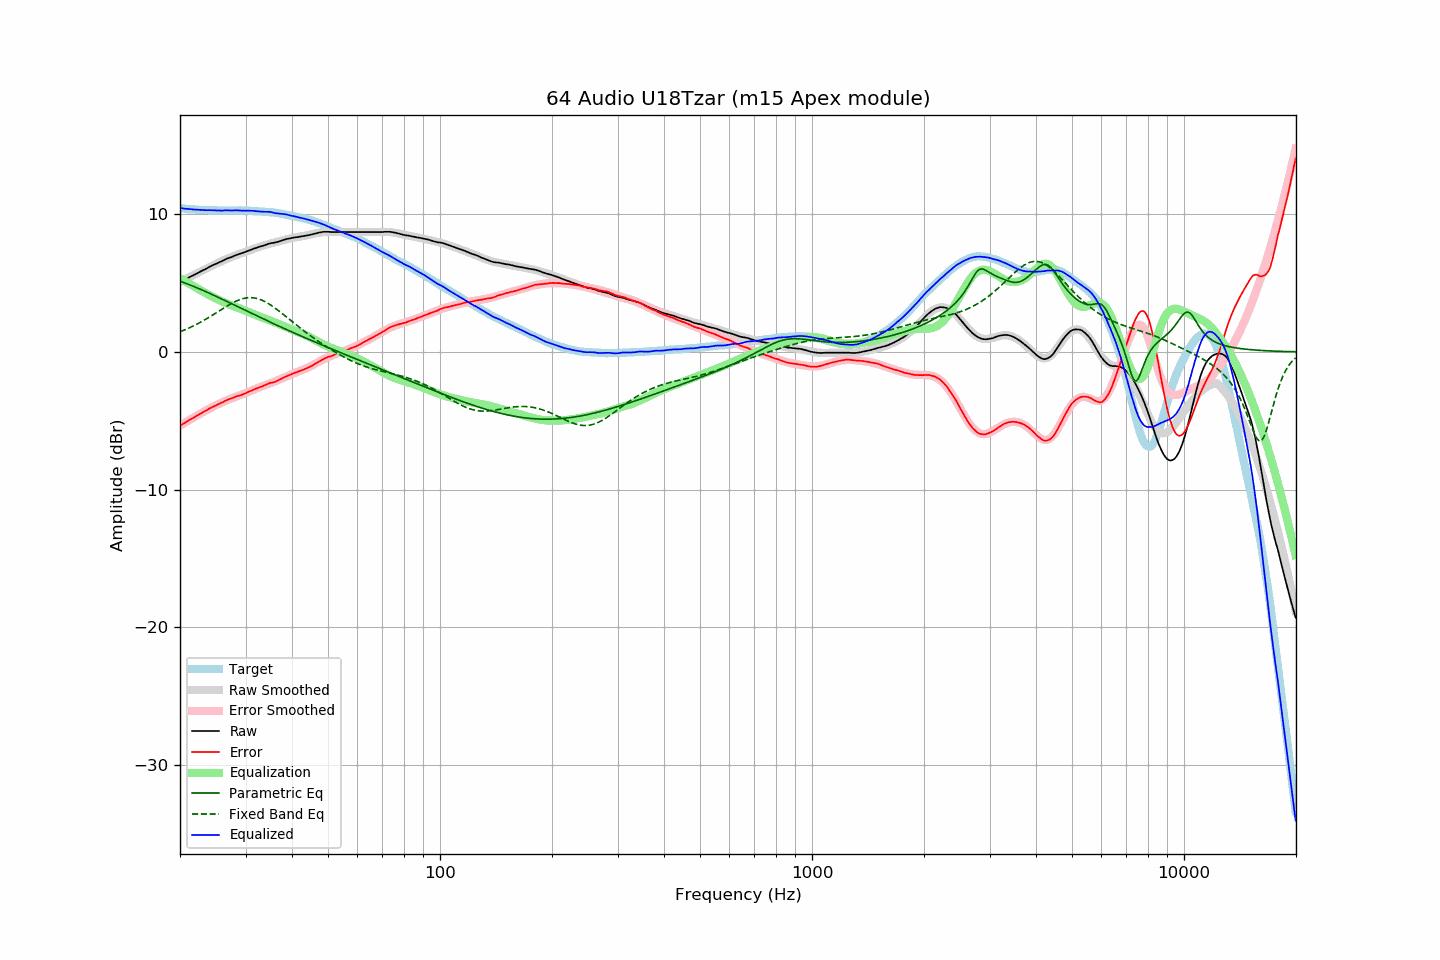 64 Audio U18Tzar (m15 Apex module)
10
0
−10
−20
−30
Amplitude (dBr)
Target
Raw Smoothed
Error Smoothed
Raw
Error
Equalization
Parametric Eq
Fixed Band Eq
Equalized
100
1000
10000
Frequency (Hz)